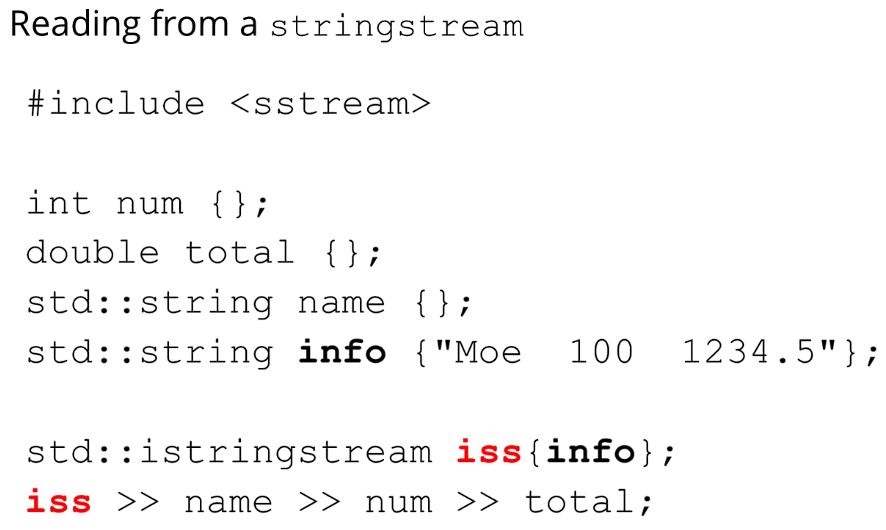 Reading from a stringstream
#include <sstream>
int num {};
double total {};
std::string name {};
std::string info {"Moe  100  1234.5"};
std::istringstream iss{info};
iss >> name >> num >> total;